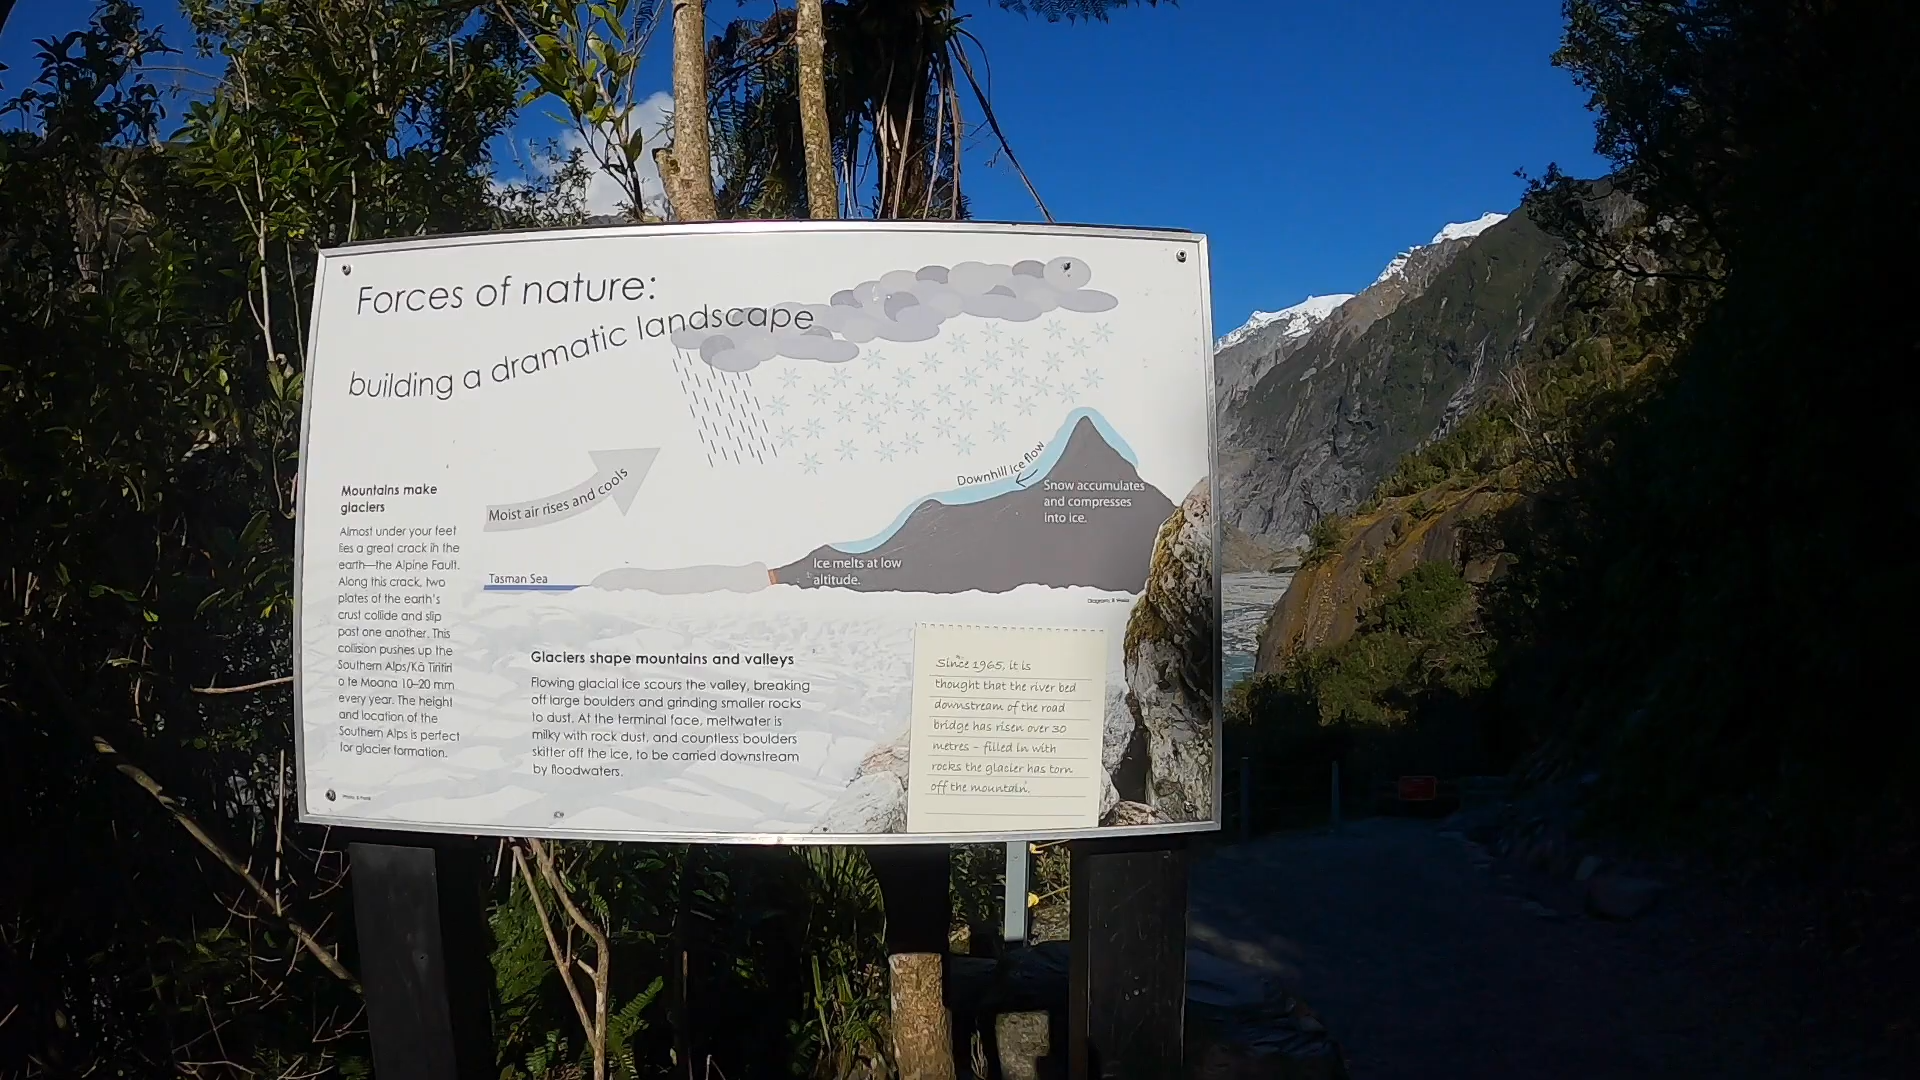 Forces of nature:
building a dramatic landscape
Moist air rises and cools
Downhill ice flow
Snow accumulates
and compresses
into ice.
Ice melts at low
altitude.
Tasman Sea
Mountains make
glaciers
Almost under your feet
lies a great crack in the
earth—the Alpine Fault.
Along this crack, two
plates of the earth's
crust collide and slip
past one another. This
collision pushes up the
Southern Alps/Kā Tiritiri
o te Moana 10–20 mm
every year. The height
and location of the
Southern Alps is perfect
for glacier formation.
Glaciers shape mountains and valleys
Flowing glacial ice scours the valley, breaking
off large boulders and grinding smaller rocks
to dust. At the terminal face, meltwater is
milky with rock dust, and countless boulders
skitter off the ice, to be carried downstream
by floodwaters.
Since 1965, it is
thought that the river bed
downstream of the road
bridge has risen over 30
metres – filled in with
rocks the glacier has torn
off the mountain.